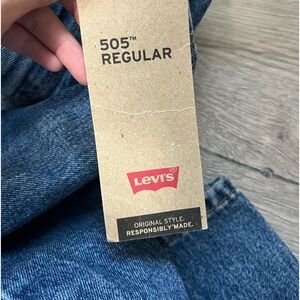 505™
REGULAR
Levi's
ORIGINAL STYLE.
RESPONSIBLY MADE.